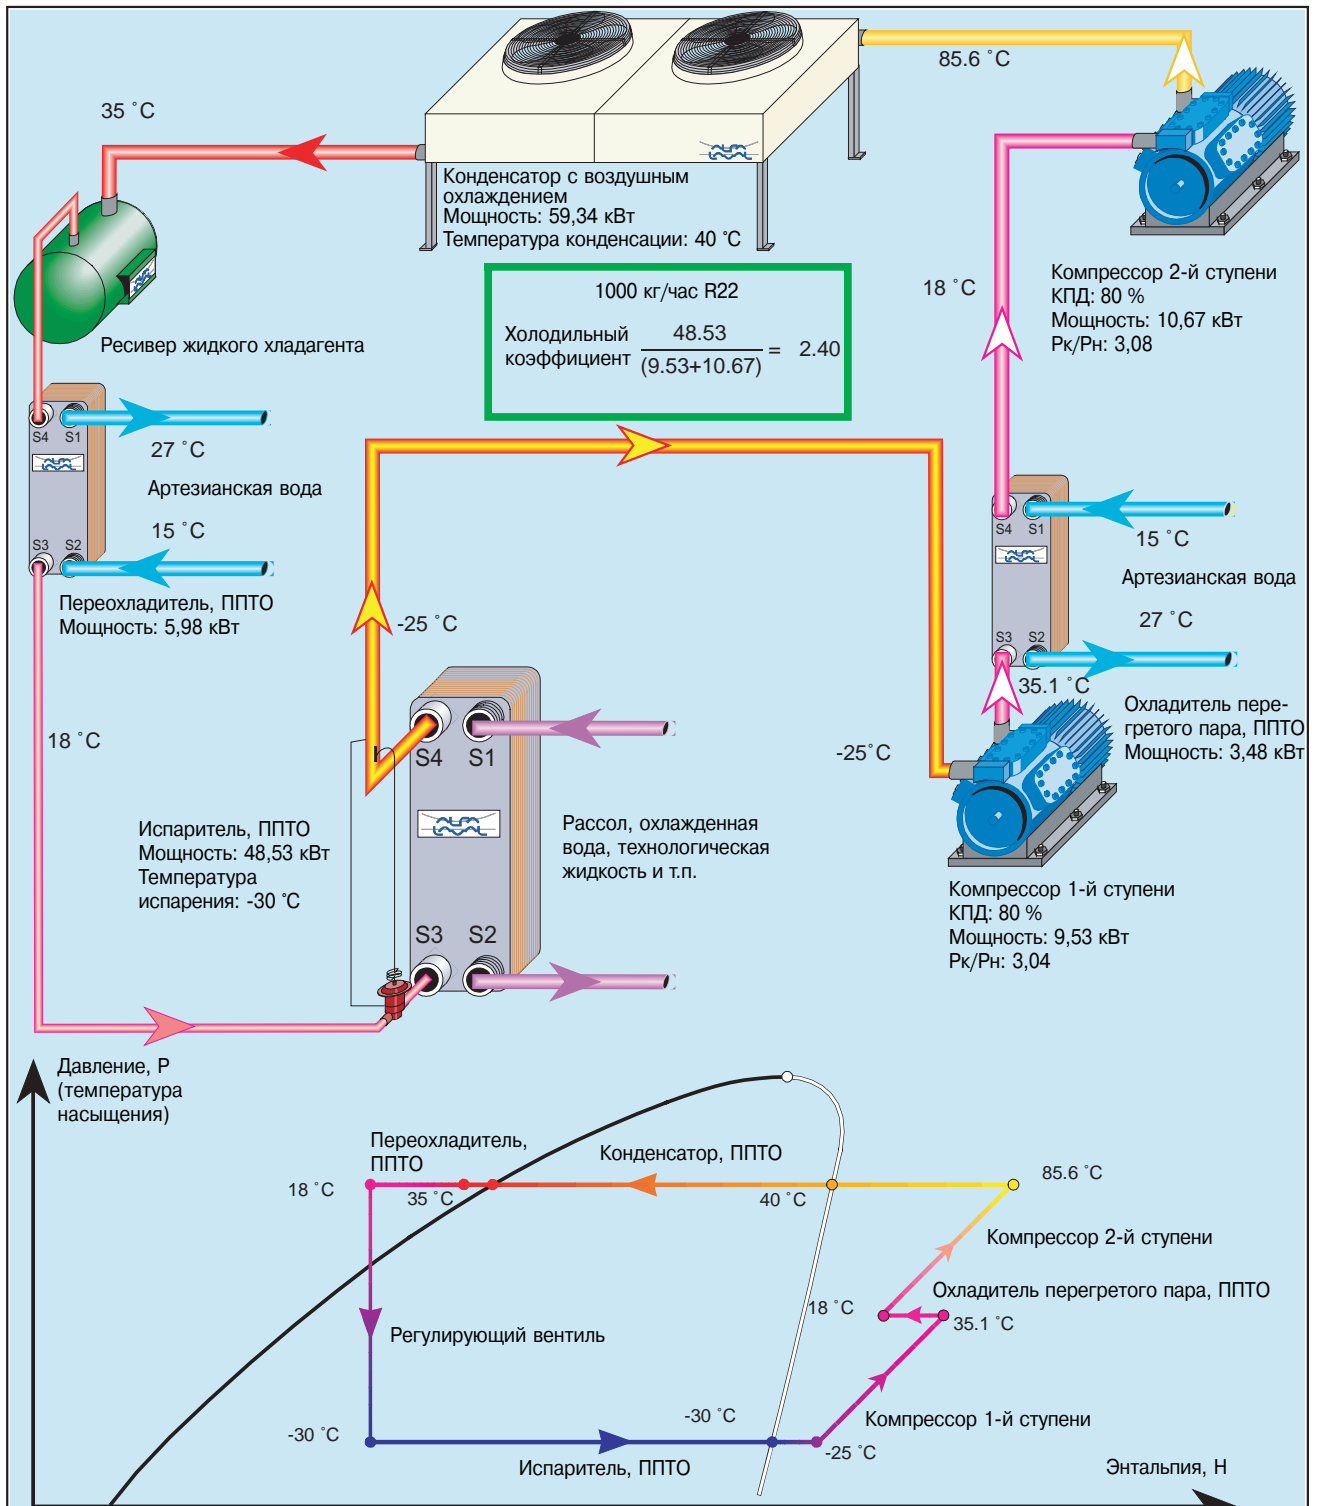 35 ˚C
85.6 ˚C
Конденсатор с воздушным
охлаждением
Мощность: 59,34 кВт
Температура конденсации: 40 ˚C
Ресивер жидкого хладагента
1000 кг/час R22
Холодильный
коэффициент
48.53
(9.53+10.67)
= 2.40
18 ˚C
Компрессор 2-й ступени
КПД: 80 %
Мощность: 10,67 кВт
Рк/Рн: 3,08
S4 S1
27 ˚C
Артезианская вода
15 ˚C
S3 S2
Переохладитель, ППТО
Мощность: 5,98 кВт
S4 S1
15 ˚C
Артезианская вода
27 ˚C
S3 S2
35.1 ˚C
Охладитель пере-
гретого пара, ППТО
Мощность: 3,48 кВт
-25 ˚C
18 ˚C
-25˚C
S4 S1
Alfa
Laval
S3 S2
Испаритель, ППТО
Мощность: 48,53 кВт
Температура
испарения: -30 ˚C
Рассол, охлажденная
вода, технологическая
жидкость и т.п.
Компрессор 1-й ступени
КПД: 80 %
Мощность: 9,53 кВт
Рк/Рн: 3,04
Давление, P
(температура
насыщения)
Переохладитель,
ППТО
Конденсатор, ППТО
18 ˚C
35 ˚C
40 ˚C
85.6 ˚C
Компрессор 2-й ступени
Охладитель перегретого пара, ППТО
18 ˚C
35.1 ˚C
Регулирующий вентиль
-30 ˚C
-30 ˚C
Компрессор 1-й ступени
-25 ˚C
Испаритель, ППТО
Энтальпия, H